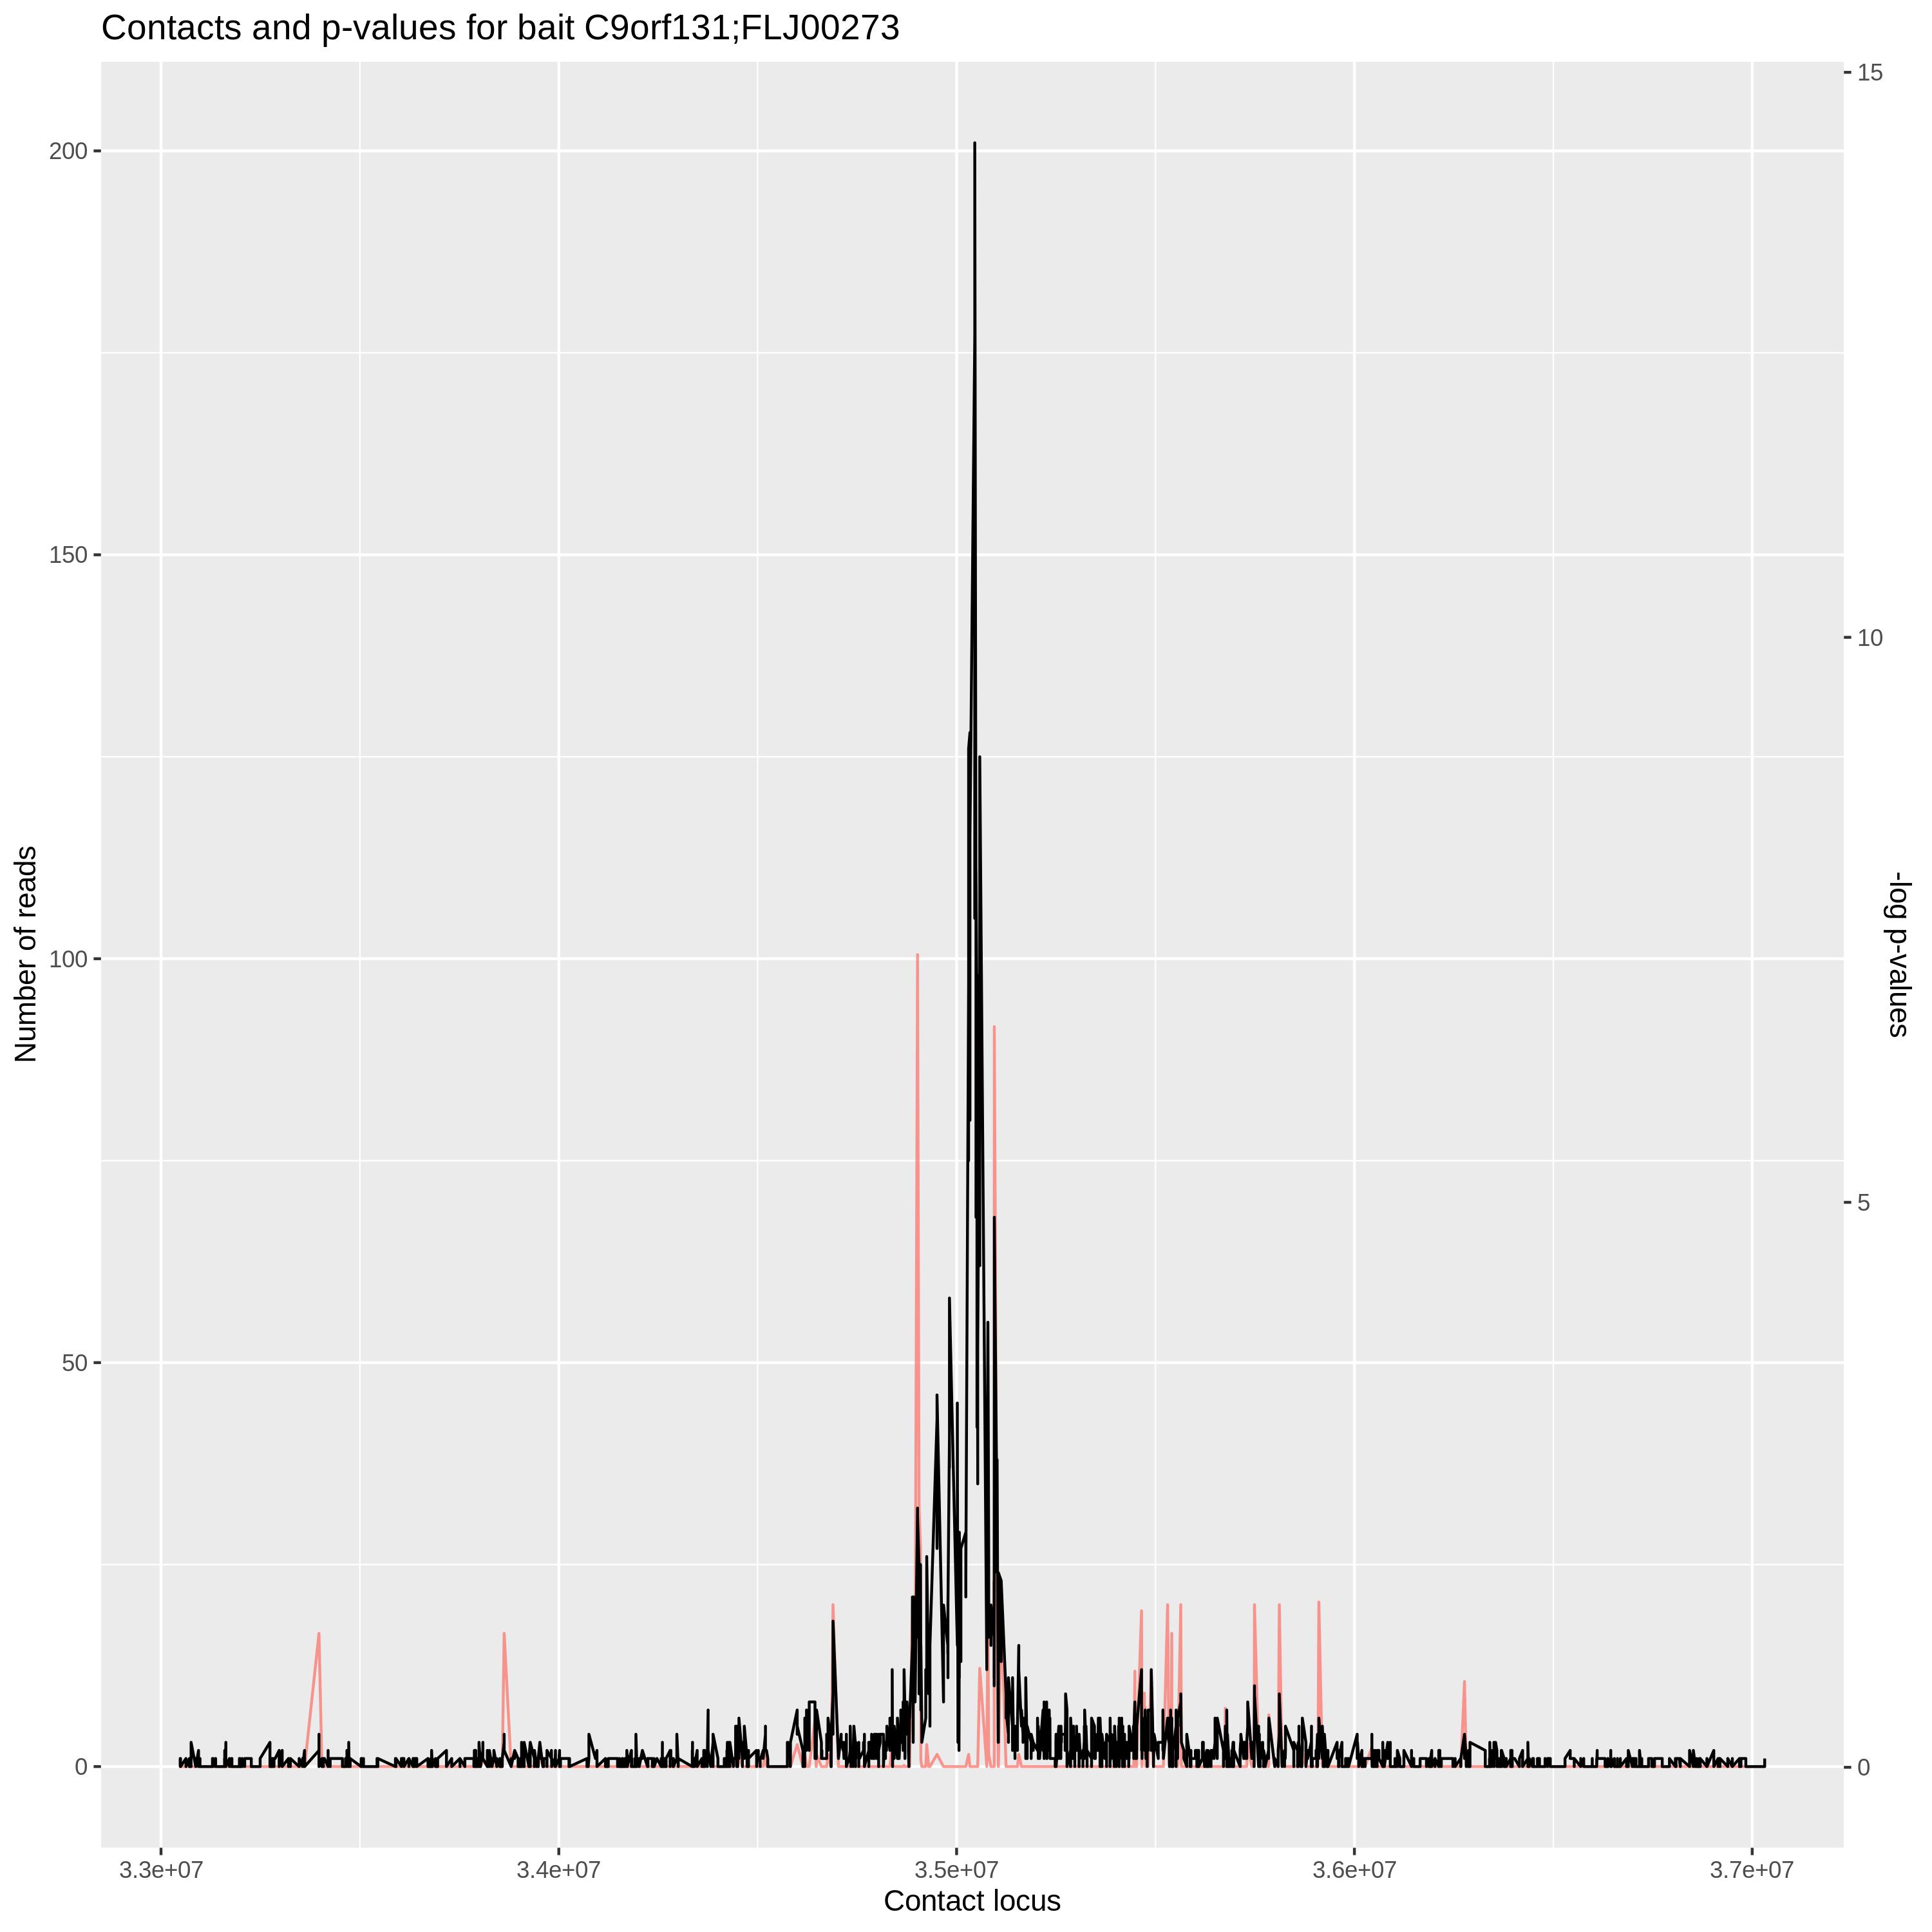 Contacts and p-values for bait C9orf131;FLJ00273
200
150
100
50
0
Number of reads
15
10
5
0
-log p-values
3.3e+07 3.4e+07 3.5e+07 3.6e+07 3.7e+07
Contact locus